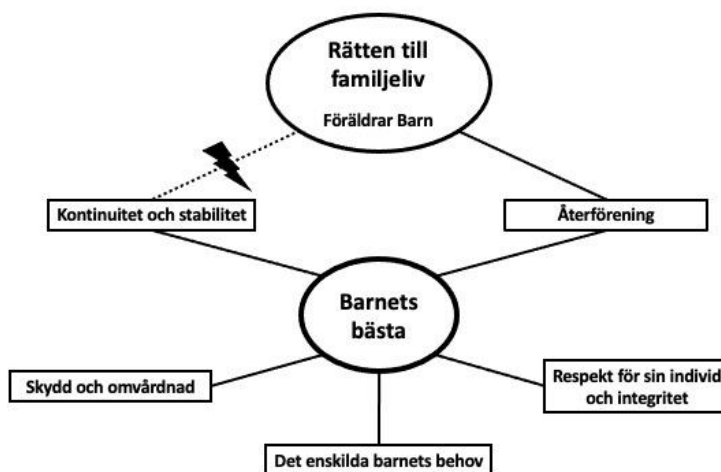 Rätten till
familjeliv
Föräldrar Barn
Kontinuitet och stabilitet
Återförening
Barnets
bästa
Skydd och omvårdnad
Respekt för sin individ
och integritet
Det enskilda barnets behov